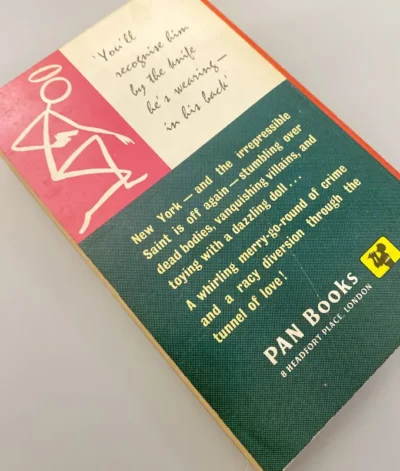 'You'll
recognise him
by the knife
he's wearing—
in his back'
New York — and the irrepressible
Saint is off again — stumbling over
dead bodies, vanquishing villains, and
toying with a dazzling doll . . .
A whirling merry-go-round of crime
and a racy diversion through the
tunnel of love!
PAN BOOKS
8 HEADFORT PLACE, LONDON